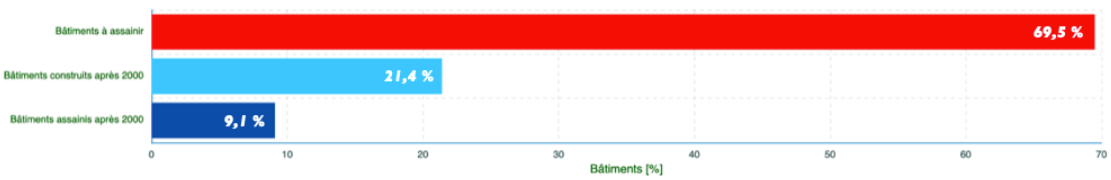 Bâtiments à assainir
69,5 %
Bâtiments construits après 2000
21,4 %
Bâtiments assainis après 2000
9,1 %
0 10 20 30 40 50 60 70
Bâtiments [%]